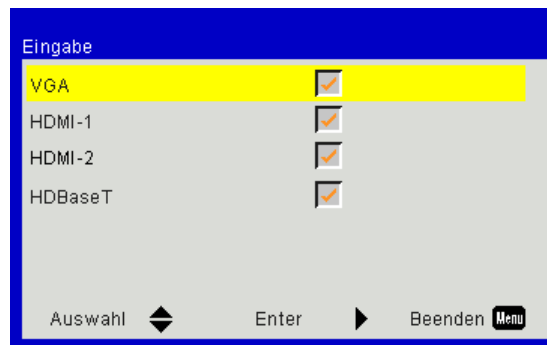 Eingabe
VGA
HDMI-1
HDMI-2
HDBaseT
Auswahl Enter Beenden Menu